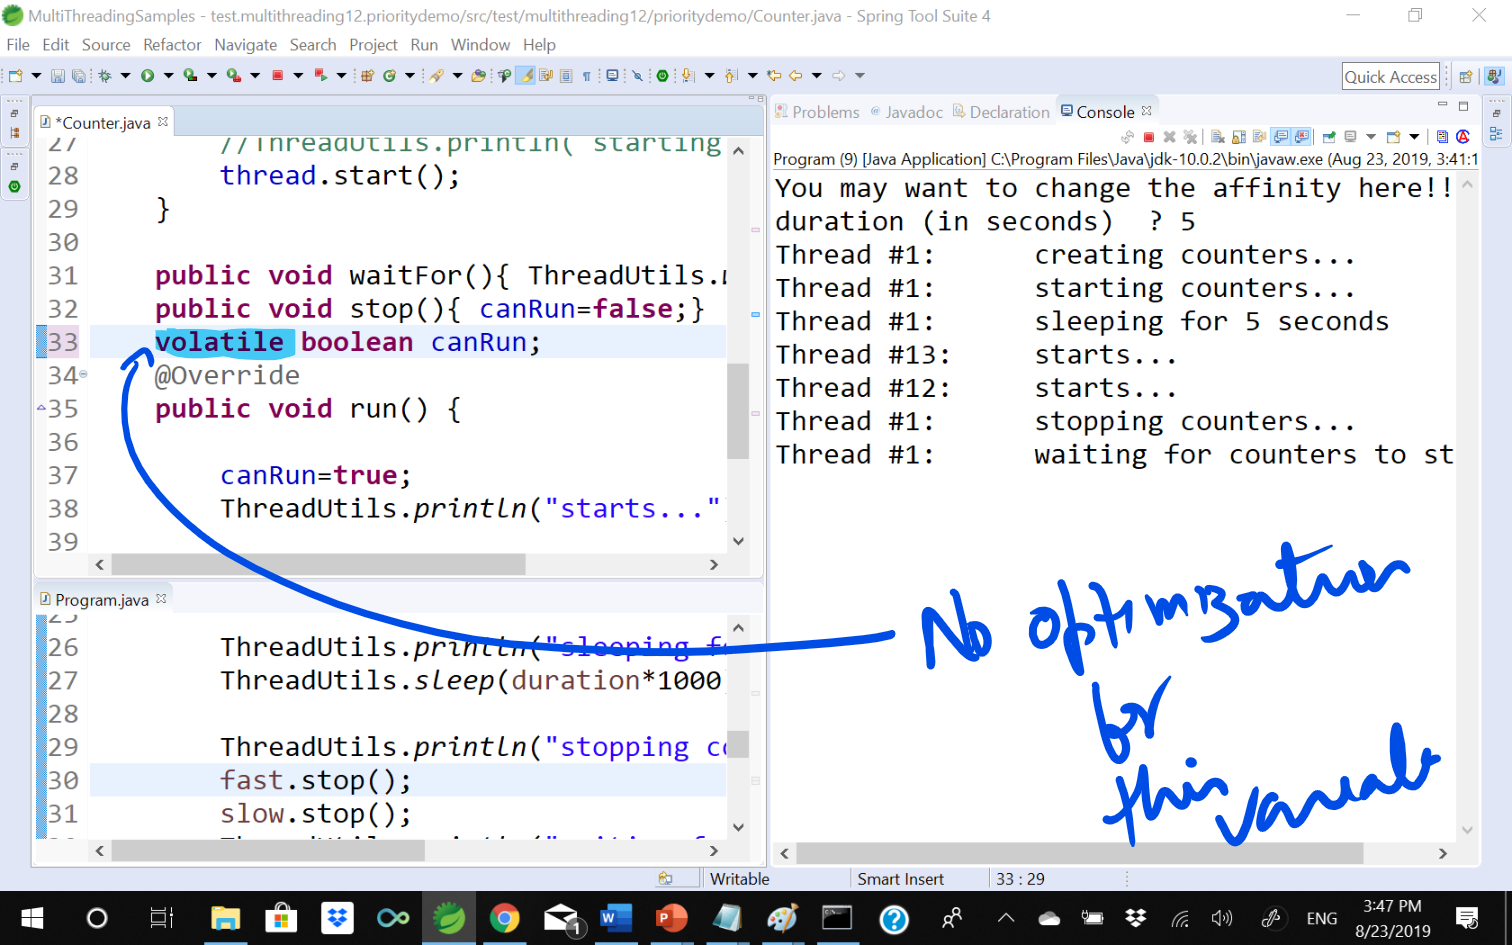 MultiThreadingSamples - test.multithreading12.prioritydemo/src/test/multithreading12/prioritydemo/Counter.java - Spring Tool Suite 4
File Edit Source Refactor Navigate Search Project Run Window Help
Quick Access
*Counter.java
27 //ThreadUtils.println( starting
28 thread.start();
29 }
30
31 public void waitFor(){ ThreadUtils.
32 public void stop(){ canRun=false;}
33 volatile boolean canRun;
34 @Override
35 public void run() {
36
37 canRun=true;
38 ThreadUtils.println("starts..."
39
Program.java
25
26 ThreadUtils.println("sleeping fo
27 ThreadUtils.sleep(duration*1000
28
29 ThreadUtils.println("stopping co
30 fast.stop();
31 slow.stop();
Problems Javadoc Declaration Console
Program (9) [Java Application] C:\Program Files\Java\jdk-10.0.2\bin\javaw.exe (Aug 23, 2019, 3:41:1
You may want to change the affinity here!!
duration (in seconds) ? 5
Thread #1: creating counters...
Thread #1: starting counters...
Thread #1: sleeping for 5 seconds
Thread #13: starts...
Thread #12: starts...
Thread #1: stopping counters...
Thread #1: waiting for counters to st
No optimization
for
this variable
Writable Smart Insert 33 : 29
1
ENG
3:47 PM
8/23/2019